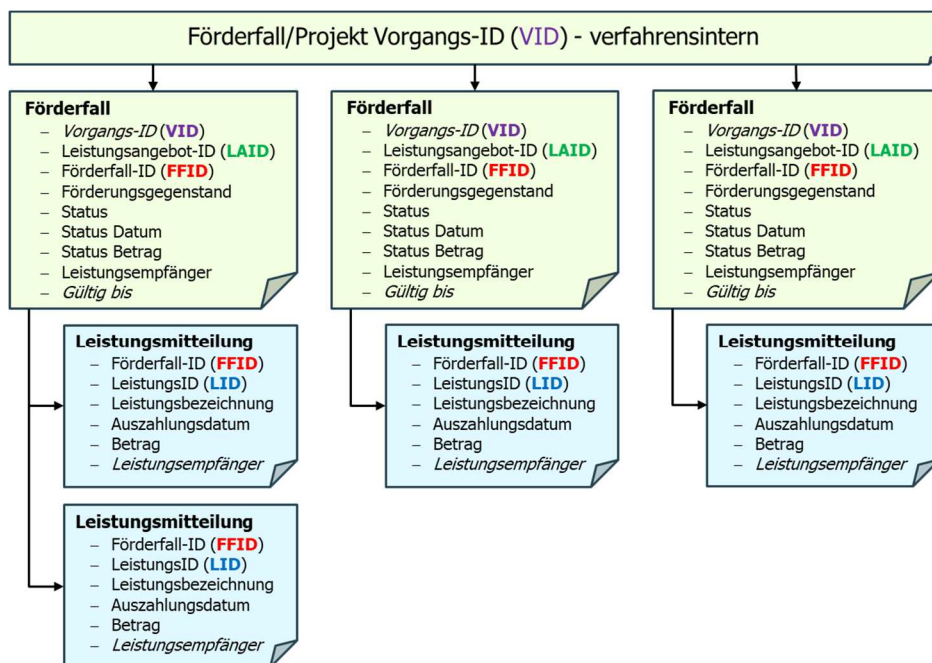 Förderfall/Projekt Vorgangs-ID (VID) - verfahrensintern
Förderfall
– Vorgangs-ID (VID)
– Leistungsangebot-ID (LAID)
– Förderfall-ID (FFID)
– Förderungsgegenstand
– Status
– Status Datum
– Status Betrag
– Leistungsempfänger
– Gültig bis
Leistungsmitteilung
– Förderfall-ID (FFID)
– LeistungsID (LID)
– Leistungsbezeichnung
– Auszahlungsdatum
– Betrag
– Leistungsempfänger
Leistungsmitteilung
– Förderfall-ID (FFID)
– LeistungsID (LID)
– Leistungsbezeichnung
– Auszahlungsdatum
– Betrag
– Leistungsempfänger
Förderfall
– Vorgangs-ID (VID)
– Leistungsangebot-ID (LAID)
– Förderfall-ID (FFID)
– Förderungsgegenstand
– Status
– Status Datum
– Status Betrag
– Leistungsempfänger
– Gültig bis
Leistungsmitteilung
– Förderfall-ID (FFID)
– LeistungsID (LID)
– Leistungsbezeichnung
– Auszahlungsdatum
– Betrag
– Leistungsempfänger
Förderfall
– Vorgangs-ID (VID)
– Leistungsangebot-ID (LAID)
– Förderfall-ID (FFID)
– Förderungsgegenstand
– Status
– Status Datum
– Status Betrag
– Leistungsempfänger
– Gültig bis
Leistungsmitteilung
– Förderfall-ID (FFID)
– LeistungsID (LID)
– Leistungsbezeichnung
– Auszahlungsdatum
– Betrag
– Leistungsempfänger